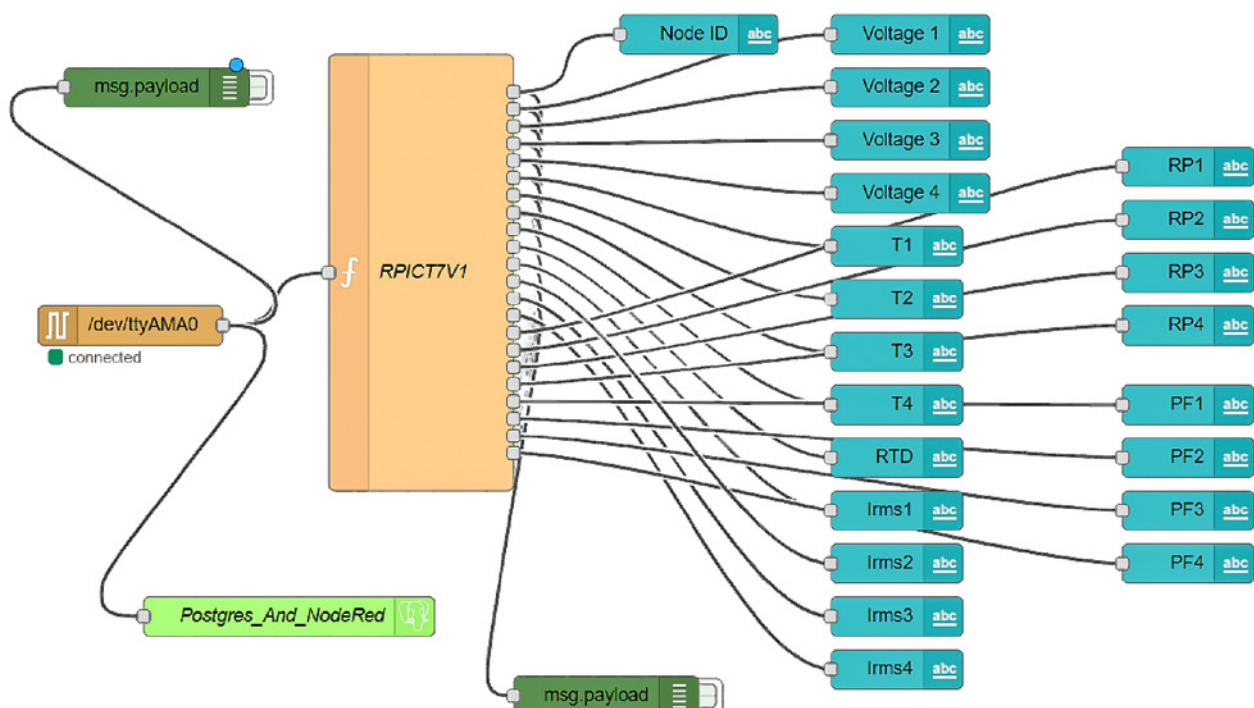 msg.payload
/dev/ttyAMA0
connected
Postgres_And_NodeRed
RPICT7V1
msg.payload
Node ID abc
Voltage 1 abc
Voltage 2 abc
Voltage 3 abc
Voltage 4 abc
T1 abc
T2 abc
T3 abc
T4 abc
RTD abc
Irms1 abc
Irms2 abc
Irms3 abc
Irms4 abc
RP1 abc
RP2 abc
RP3 abc
RP4 abc
PF1 abc
PF2 abc
PF3 abc
PF4 abc